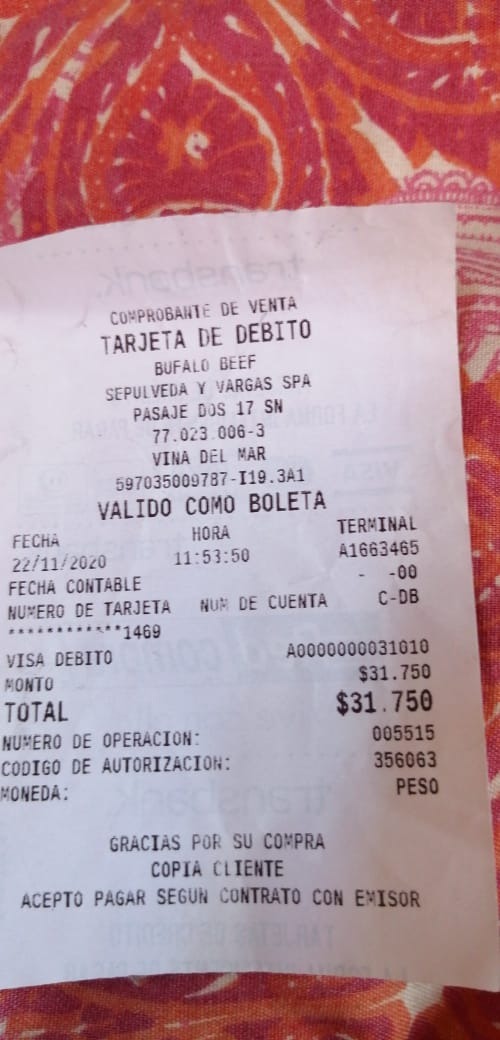 COMPROBANTE DE VENTA
TARJETA DE DEBITO
BUFALO BEEF
SEPULVEDA Y VARGAS SPA
PASAJE DOS 17 SN
77.023.006-3
VINA DEL MAR
597035009787-I19.3A1
VALIDO COMO BOLETA
FECHA HORA TERMINAL
22/11/2020 11:53:50 A1663465
FECHA CONTABLE - -00
NUMERO DE TARJETA NUM DE CUENTA C-DB
************1469
VISA DEBITO A0000000031010
MONTO $31.750
TOTAL $31.750
NUMERO DE OPERACION: 005515
CODIGO DE AUTORIZACION: 356063
MONEDA: PESO
GRACIAS POR SU COMPRA
COPIA CLIENTE
ACEPTO PAGAR SEGUN CONTRATO CON EMISOR